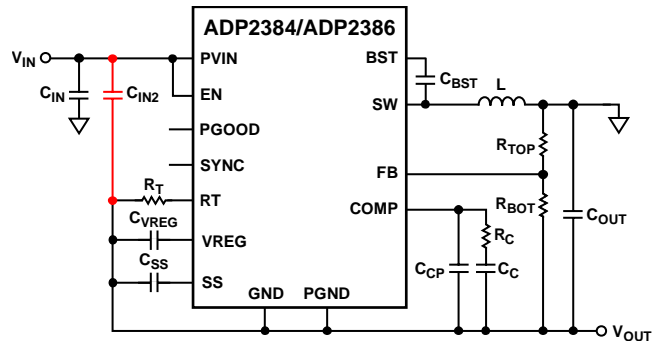 ADP2384/ADP2386
VIN
PVIN
BST
CIN
CIN2
CBST
EN
SW
L
PGOOD
RTOP
SYNC
FB
RT
RT
RBOT
COMP
COUT
CVREG
VREG
RC
CSS
SS
CCP
CC
GND
PGND
VOUT